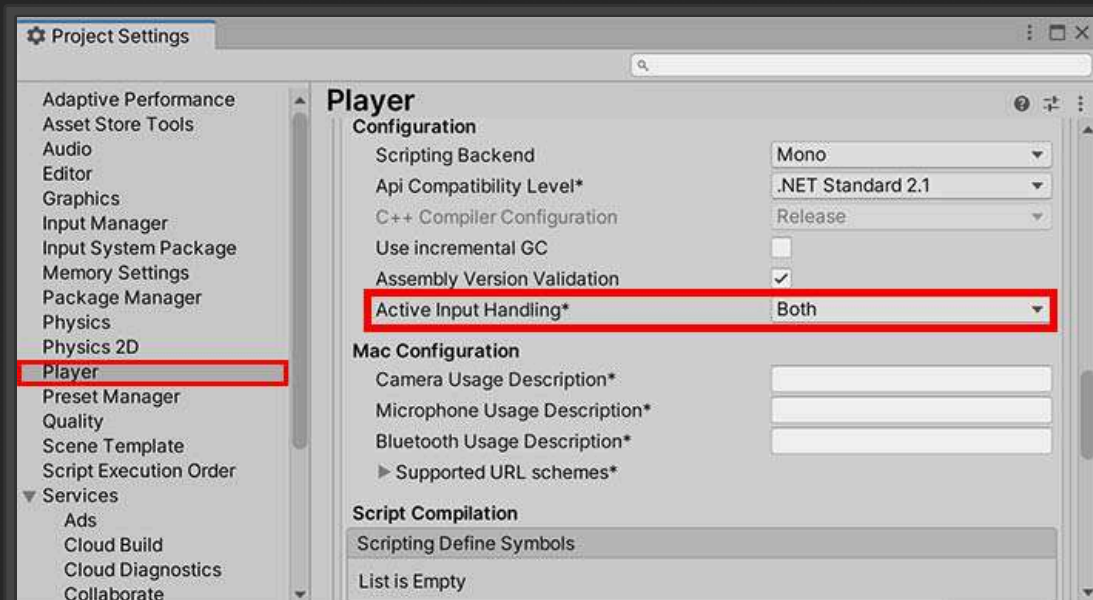 Project Settings
Adaptive Performance
Asset Store Tools
Audio
Editor
Graphics
Input Manager
Input System Package
Memory Settings
Package Manager
Physics
Physics 2D
Player
Preset Manager
Quality
Scene Template
Script Execution Order
Services
Ads
Cloud Build
Cloud Diagnostics
Collaborate
Player
Configuration
Scripting Backend Mono
Api Compatibility Level* .NET Standard 2.1
C++ Compiler Configuration Release
Use incremental GC
Assembly Version Validation
Active Input Handling* Both
Mac Configuration
Camera Usage Description*
Microphone Usage Description*
Bluetooth Usage Description*
Supported URL schemes*
Script Compilation
Scripting Define Symbols
List is Empty